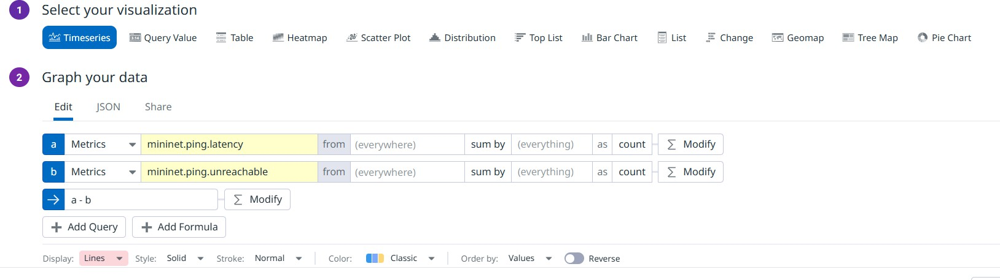 1 Select your visualization
Timeseries 3.14 Query Value Table Heatmap Scatter Plot Distribution Top List Bar Chart List Change Geomap Tree Map Pie Chart
2 Graph your data
Edit JSON Share
a Metrics mininet.ping.latency from (everywhere) sum by (everything) as count Σ Modify
b Metrics mininet.ping.unreachable from (everywhere) sum by (everything) as count Σ Modify
→ a - b Σ Modify
+ Add Query + Add Formula
Display: Lines Style: Solid Stroke: Normal Color: Classic Order by: Values Reverse